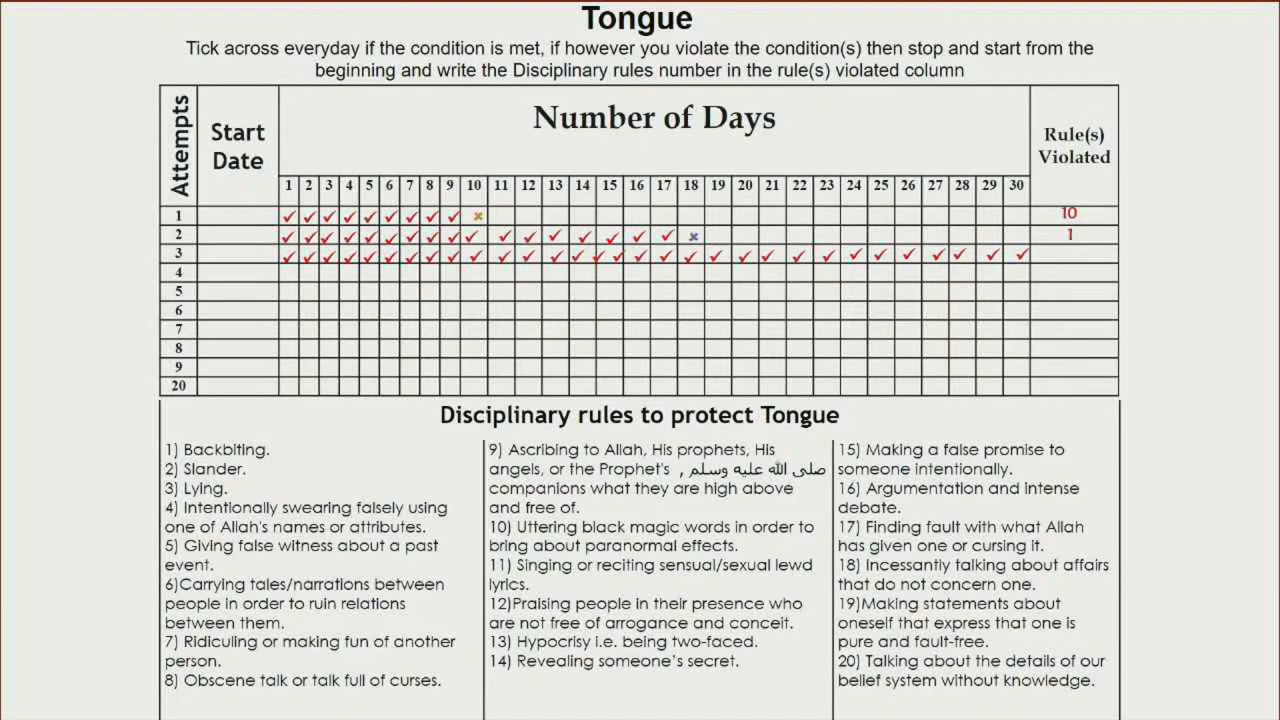 Tongue
Tick across everyday if the condition is met, if however you violate the condition(s) then stop and start from the
beginning and write the Disciplinary rules number in the rule(s) violated column
Attempts
Start
Date
Number of Days
Rule(s)
Violated
1 2 3 4 5 6 7 8 9 10 11 12 13 14 15 16 17 18 19 20 21 22 23 24 25 26 27 28 29 30
1 ✓ ✓ ✓ ✓ ✓ ✓ ✓ ✓ ✓ × 10
2 ✓ ✓ ✓ ✓ ✓ ✓ ✓ ✓ ✓ ✓ ✓ ✓ ✓ ✓ ✓ ✓ ✓ × 1
3 ✓ ✓ ✓ ✓ ✓ ✓ ✓ ✓ ✓ ✓ ✓ ✓ ✓ ✓ ✓ ✓ ✓ ✓ ✓ ✓ ✓ ✓ ✓ ✓ ✓ ✓ ✓ ✓ ✓ ✓ ✓
4
5
6
7
8
9
20
Disciplinary rules to protect Tongue
1) Backbiting.
2) Slander.
3) Lying.
4) Intentionally swearing falsely using
one of Allah's names or attributes.
5) Giving false witness about a past
event.
6)Carrying tales/narrations between
people in order to ruin relations
between them.
7) Ridiculing or making fun of another
person.
8) Obscene talk or talk full of curses.
9) Ascribing to Allah, His prophets, His
angels, or the Prophet's صلى الله عليه وسلم ,
companions what they are high above
and free of.
10) Uttering black magic words in order to
bring about paranormal effects.
11) Singing or reciting sensual/sexual lewd
lyrics.
12)Praising people in their presence who
are not free of arrogance and conceit.
13) Hypocrisy i.e. being two-faced.
14) Revealing someone's secret.
15) Making a false promise to
someone intentionally.
16) Argumentation and intense
debate.
17) Finding fault with what Allah
has given one or cursing it.
18) Incessantly talking about affairs
that do not concern one.
19)Making statements about
oneself that express that one is
pure and fault-free.
20) Talking about the details of our
belief system without knowledge.